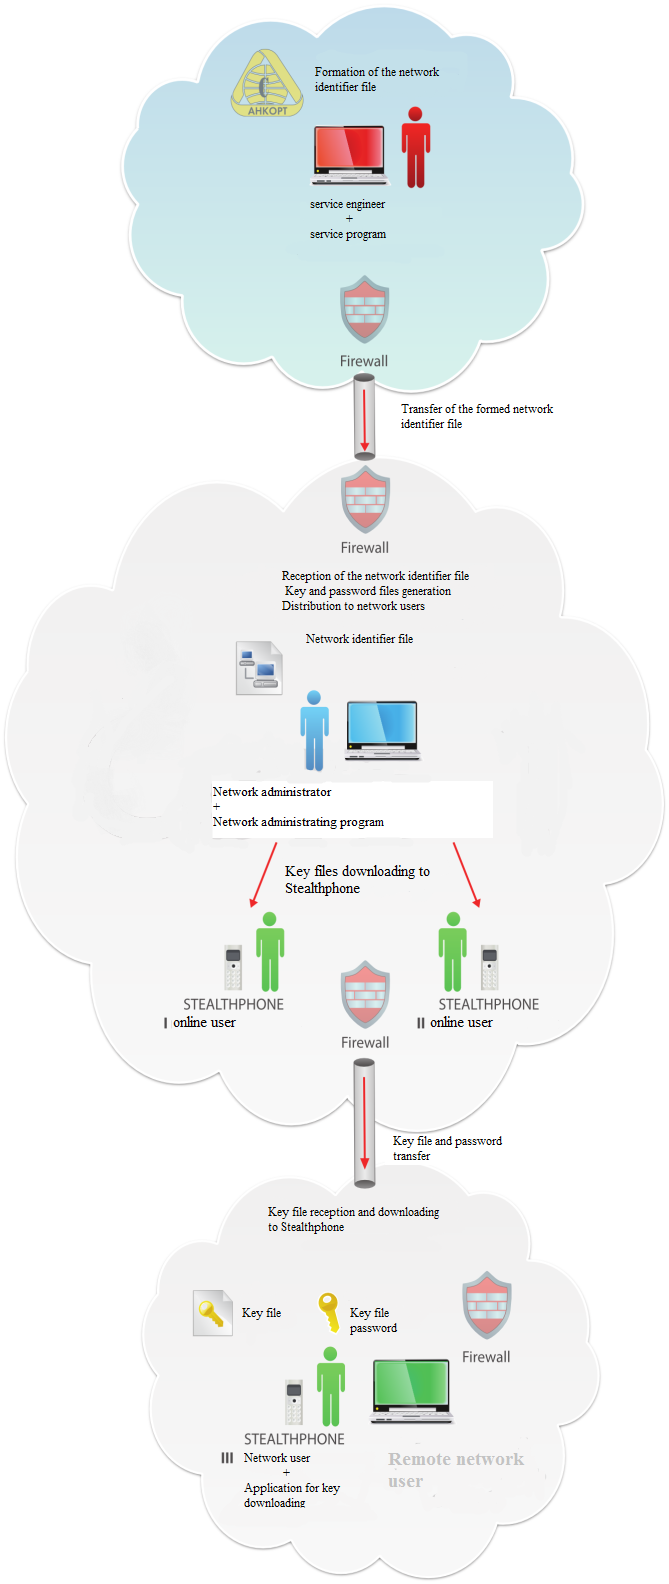 Formation of the network
identifier file
АНКОРТ
service engineer
+
service program
Firewall
Transfer of the formed network
identifier file
Firewall
Reception of the network identifier file
Key and password files generation
Distribution to network users
Network identifier file
Network administrator
+
Network administrating program
Key files downloading to
Stealthphone
STEALTHPHONE
I online user
STEALTHPHONE
II online user
Firewall
Key file and password
transfer
Key file reception and downloading
to Stealthphone
Key file
Key file
password
Firewall
STEALTHPHONE
III Network user
+
Application for key
downloading
Remote network
user